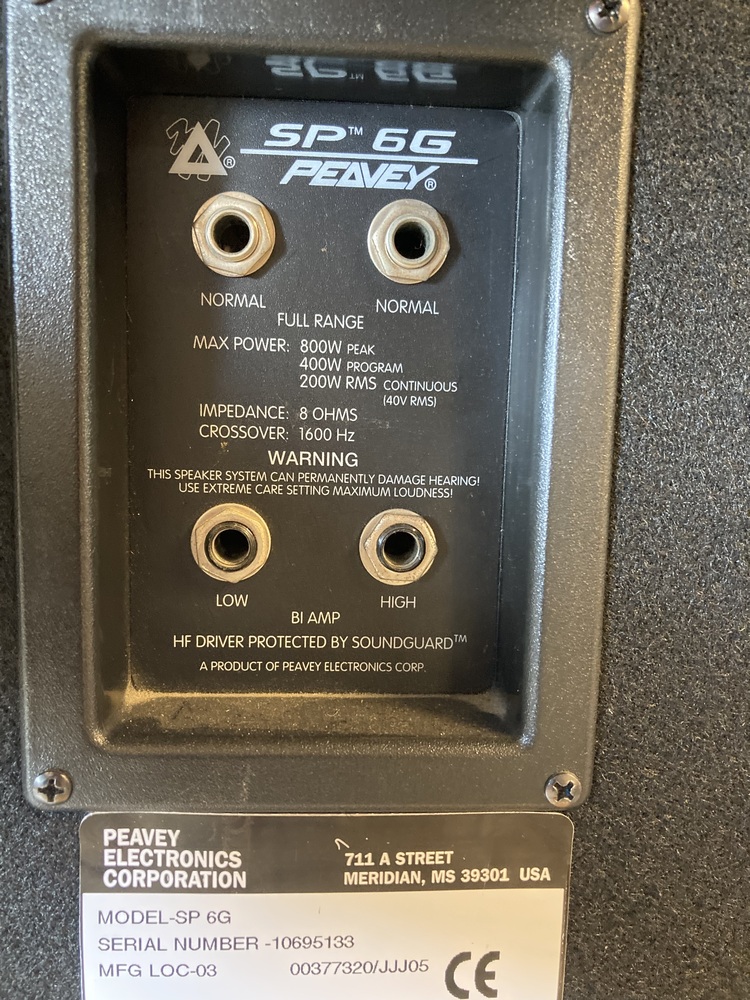 SP™ 6G
PEAVEY®
NORMAL NORMAL
FULL RANGE
MAX POWER: 800W PEAK
400W PROGRAM
200W RMS CONTINUOUS
(40V RMS)
IMPEDANCE: 8 OHMS
CROSSOVER: 1600 Hz
WARNING
THIS SPEAKER SYSTEM CAN PERMANENTLY DAMAGE HEARING!
USE EXTREME CARE SETTING MAXIMUM LOUDNESS!
LOW HIGH
BI AMP
HF DRIVER PROTECTED BY SOUNDGUARD™
A PRODUCT OF PEAVEY ELECTRONICS CORP.
PEAVEY
ELECTRONICS
CORPORATION
711 A STREET
MERIDIAN, MS 39301 USA
MODEL-SP 6G
SERIAL NUMBER -10695133
MFG LOC-03 00377320/JJJ05 CE